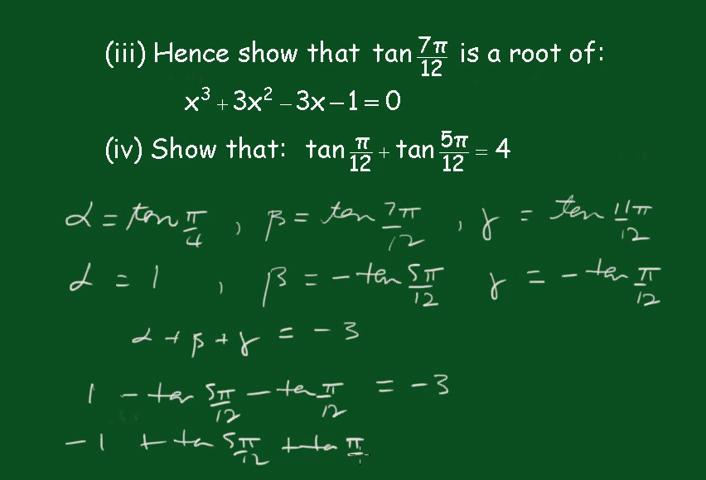 (iii) Hence show that tan 7π/12 is a root of:
x³ + 3x² − 3x − 1 = 0
(iv) Show that: tan π/12 + tan 5π/12 = 4
α = tan π/4 , β = tan 7π/12 , γ = tan 11π/12
α = 1 , β = − tan 5π/12 γ = − tan π/12
α + β + γ = − 3
1 − tan 5π/12 − tan π/12 = − 3
− 1 + tan 5π/12 + tan π/